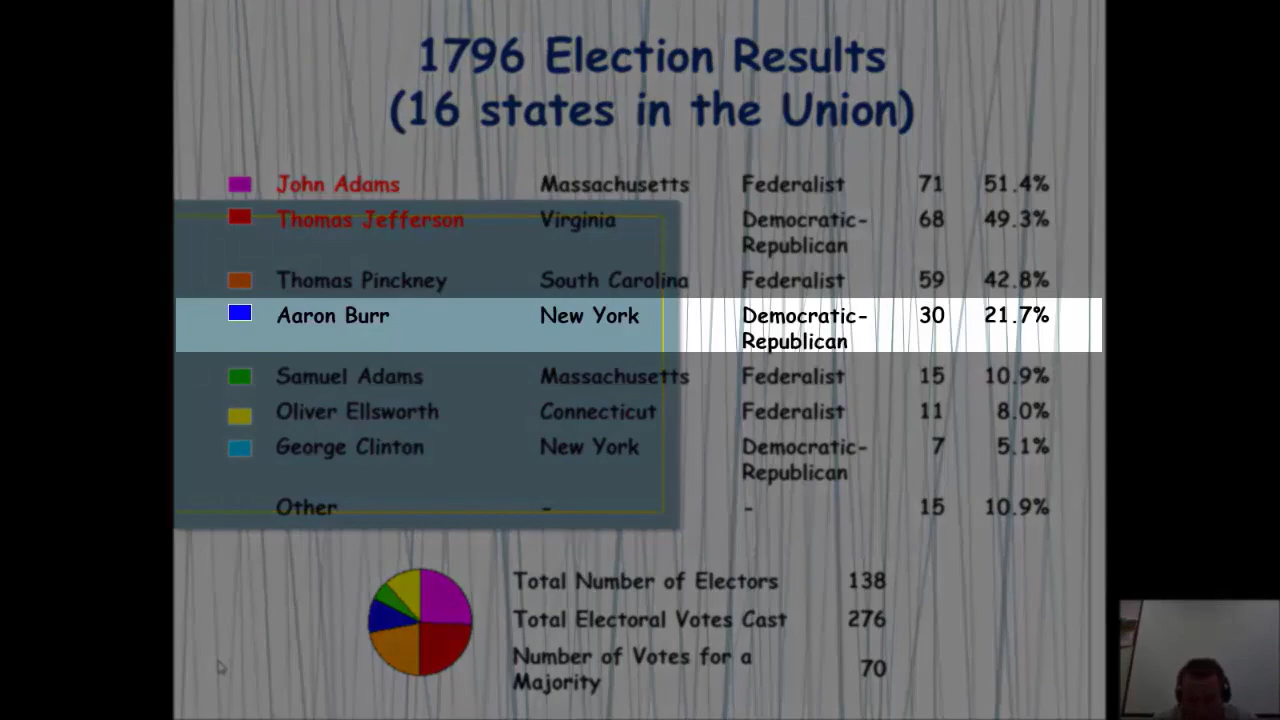 1796 Election Results
(16 states in the Union)
John Adams Massachusetts Federalist 71 51.4%
Thomas Jefferson Virginia Democratic- 68 49.3%
Republican
Thomas Pinckney South Carolina Federalist 59 42.8%
Aaron Burr New York Democratic- 30 21.7%
Republican
Samuel Adams Massachusetts Federalist 15 10.9%
Oliver Ellsworth Connecticut Federalist 11 8.0%
George Clinton New York Democratic- 7 5.1%
Republican
Other - - 15 10.9%
Total Number of Electors 138
Total Electoral Votes Cast 276
Number of Votes for a 70
Majority